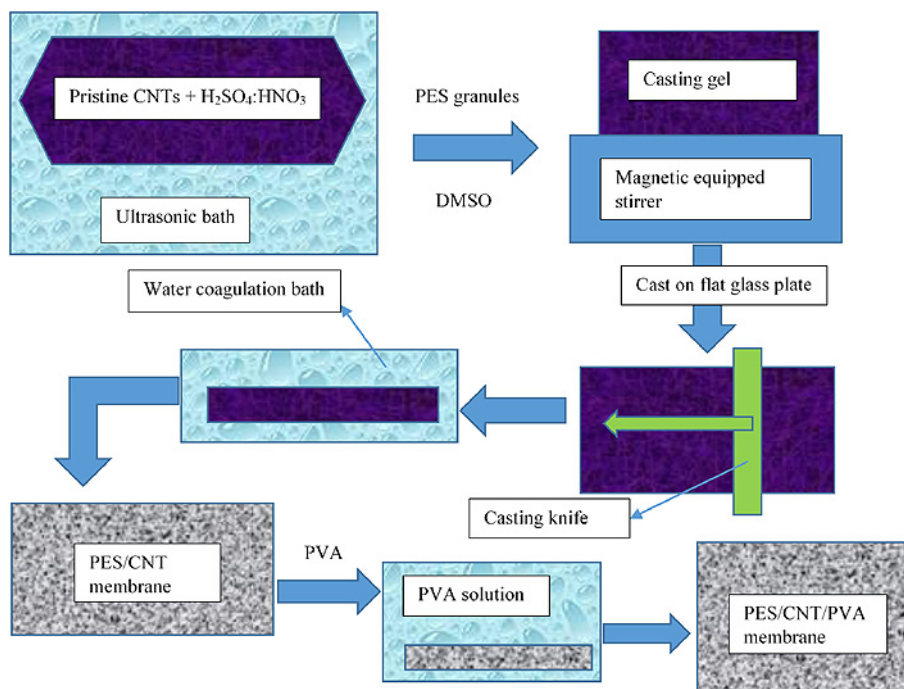 Pristine CNTs + H₂SO₄:HNO₃
Ultrasonic bath
PES granules
DMSO
Casting gel
Magnetic equipped
stirrer
Cast on flat glass plate
Water coagulation bath
Casting knife
PES/CNT
membrane
PVA
PVA solution
PES/CNT/PVA
membrane